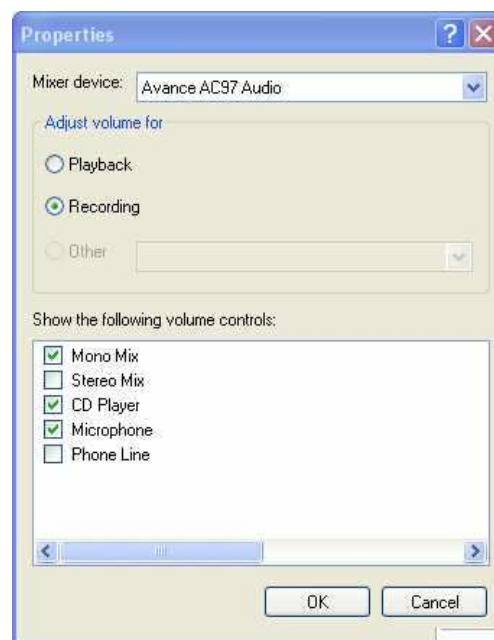 Properties
Mixer device: Avance AC97 Audio
Adjust volume for
Playback
Recording
Other
Show the following volume controls:
Mono Mix
Stereo Mix
CD Player
Microphone
Phone Line
OK Cancel